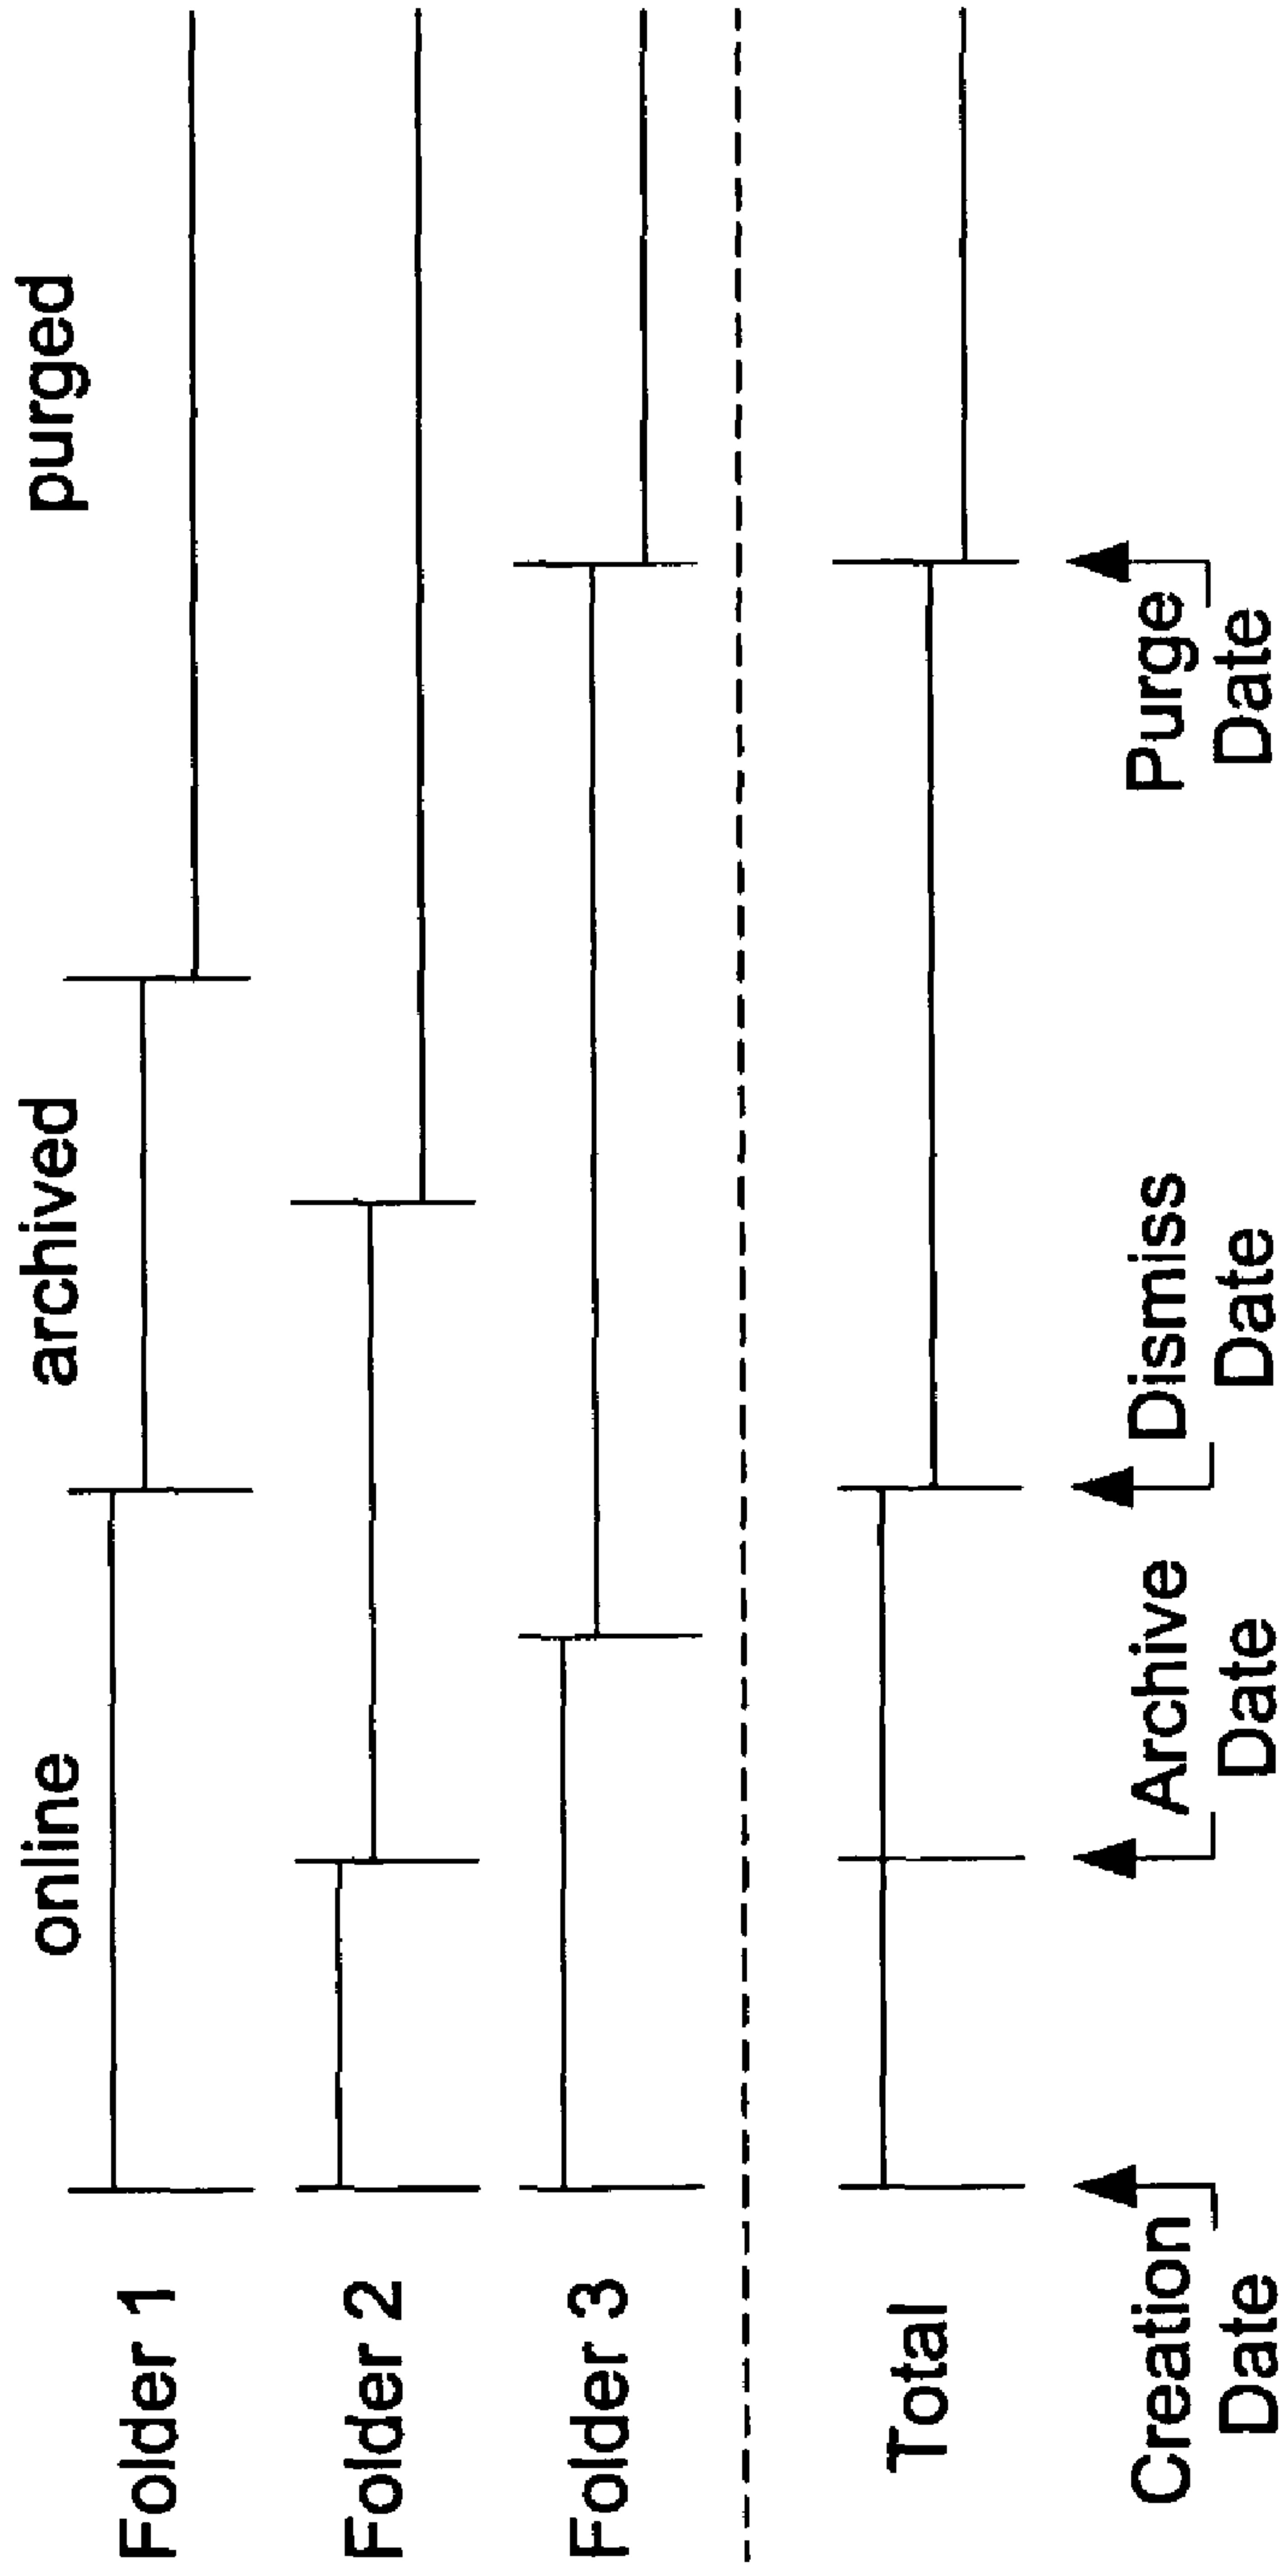 online archived purged
Folder 1
Folder 2
Folder 3
Total
Creation Date
Archive Date
Dismiss Date
Purge Date